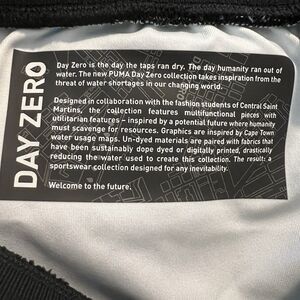 DAY ZERO
Day Zero is the day the taps ran dry. The day humanity ran out of
water. The new PUMA Day Zero collection takes inspiration from the
threat of water shortages in our changing world.
Designed in collaboration with the fashion students of Central Saint
Martins, the collection features multifunctional pieces with
utilitarian features – inspired by a potential future where humanity
must scavenge for resources. Graphics are inspired by Cape Town
water usage maps. Un-dyed materials are paired with fabrics that
have been sustainably dope dyed or digitally printed, drastically
reducing the water used to create this collection. The result: a
sportswear collection designed for any inevitability.
Welcome to the future.